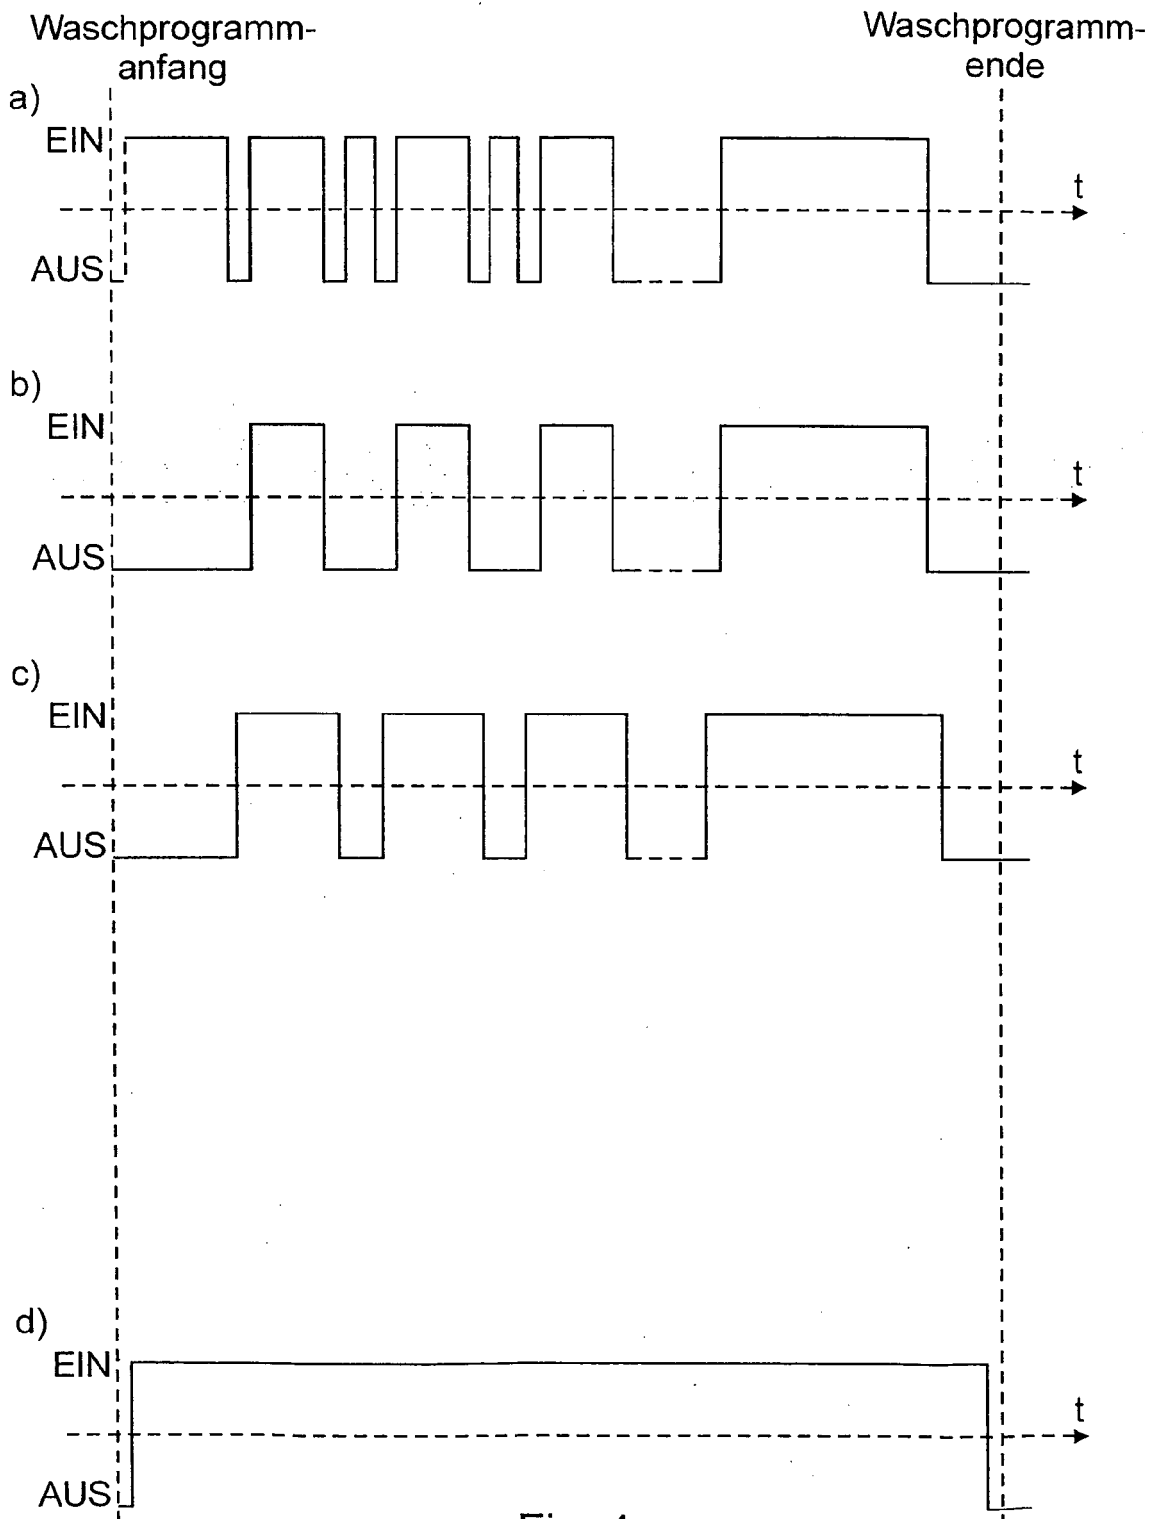 Waschprogramm-
anfang
Waschprogramm-
ende
a)
EIN
t
AUS
b)
EIN
t
AUS
c)
EIN
t
AUS
d)
EIN
t
AUS